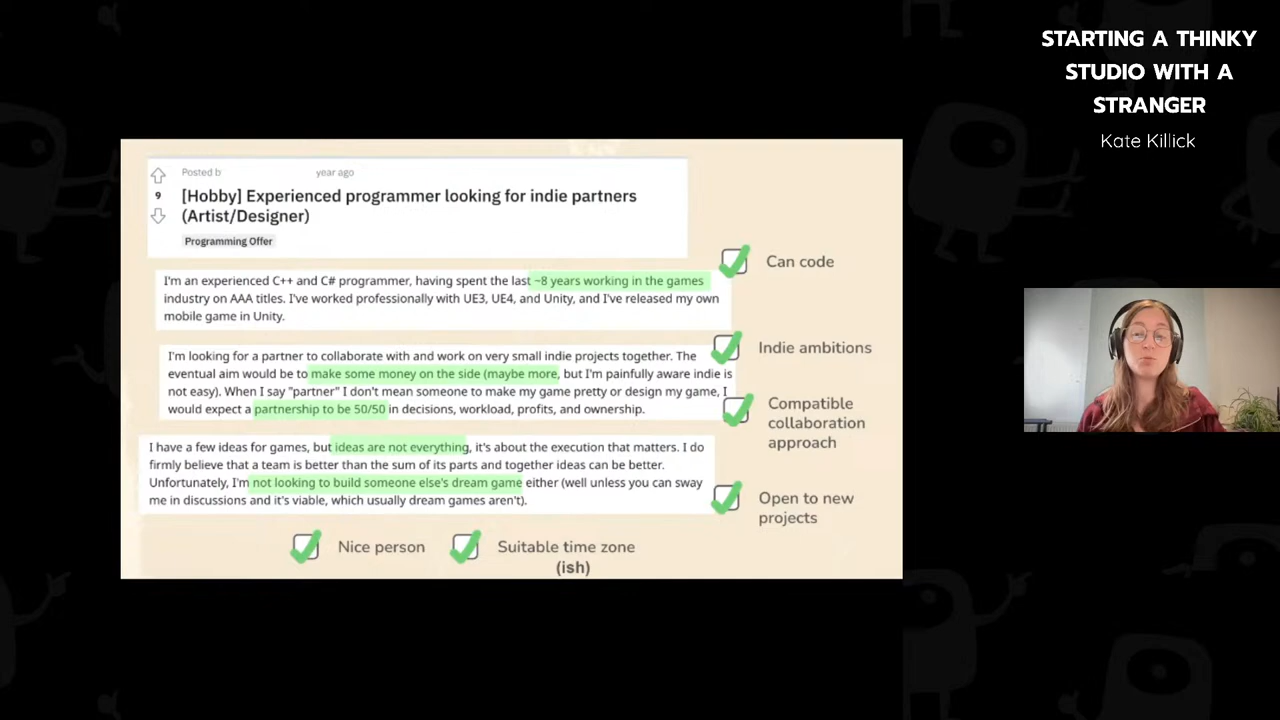 STARTING A THINKY
STUDIO WITH A
STRANGER
Kate Killick
Posted b year ago
9
[Hobby] Experienced programmer looking for indie partners
(Artist/Designer)
Programming Offer
I'm an experienced C++ and C# programmer, having spent the last ~8 years working in the games
industry on AAA titles. I've worked professionally with UE3, UE4, and Unity, and I've released my own
mobile game in Unity.
Can code
I'm looking for a partner to collaborate with and work on very small indie projects together. The
eventual aim would be to make some money on the side (maybe more, but I'm painfully aware indie is
not easy). When I say "partner" I don't mean someone to make my game pretty or design my game, I
would expect a partnership to be 50/50 in decisions, workload, profits, and ownership.
Indie ambitions
Compatible
collaboration
approach
I have a few ideas for games, but ideas are not everything, it's about the execution that matters. I do
firmly believe that a team is better than the sum of its parts and together ideas can be better.
Unfortunately, I'm not looking to build someone else's dream game either (well unless you can sway
me in discussions and it's viable, which usually dream games aren't).
Open to new
projects
Nice person
Suitable time zone
(ish)